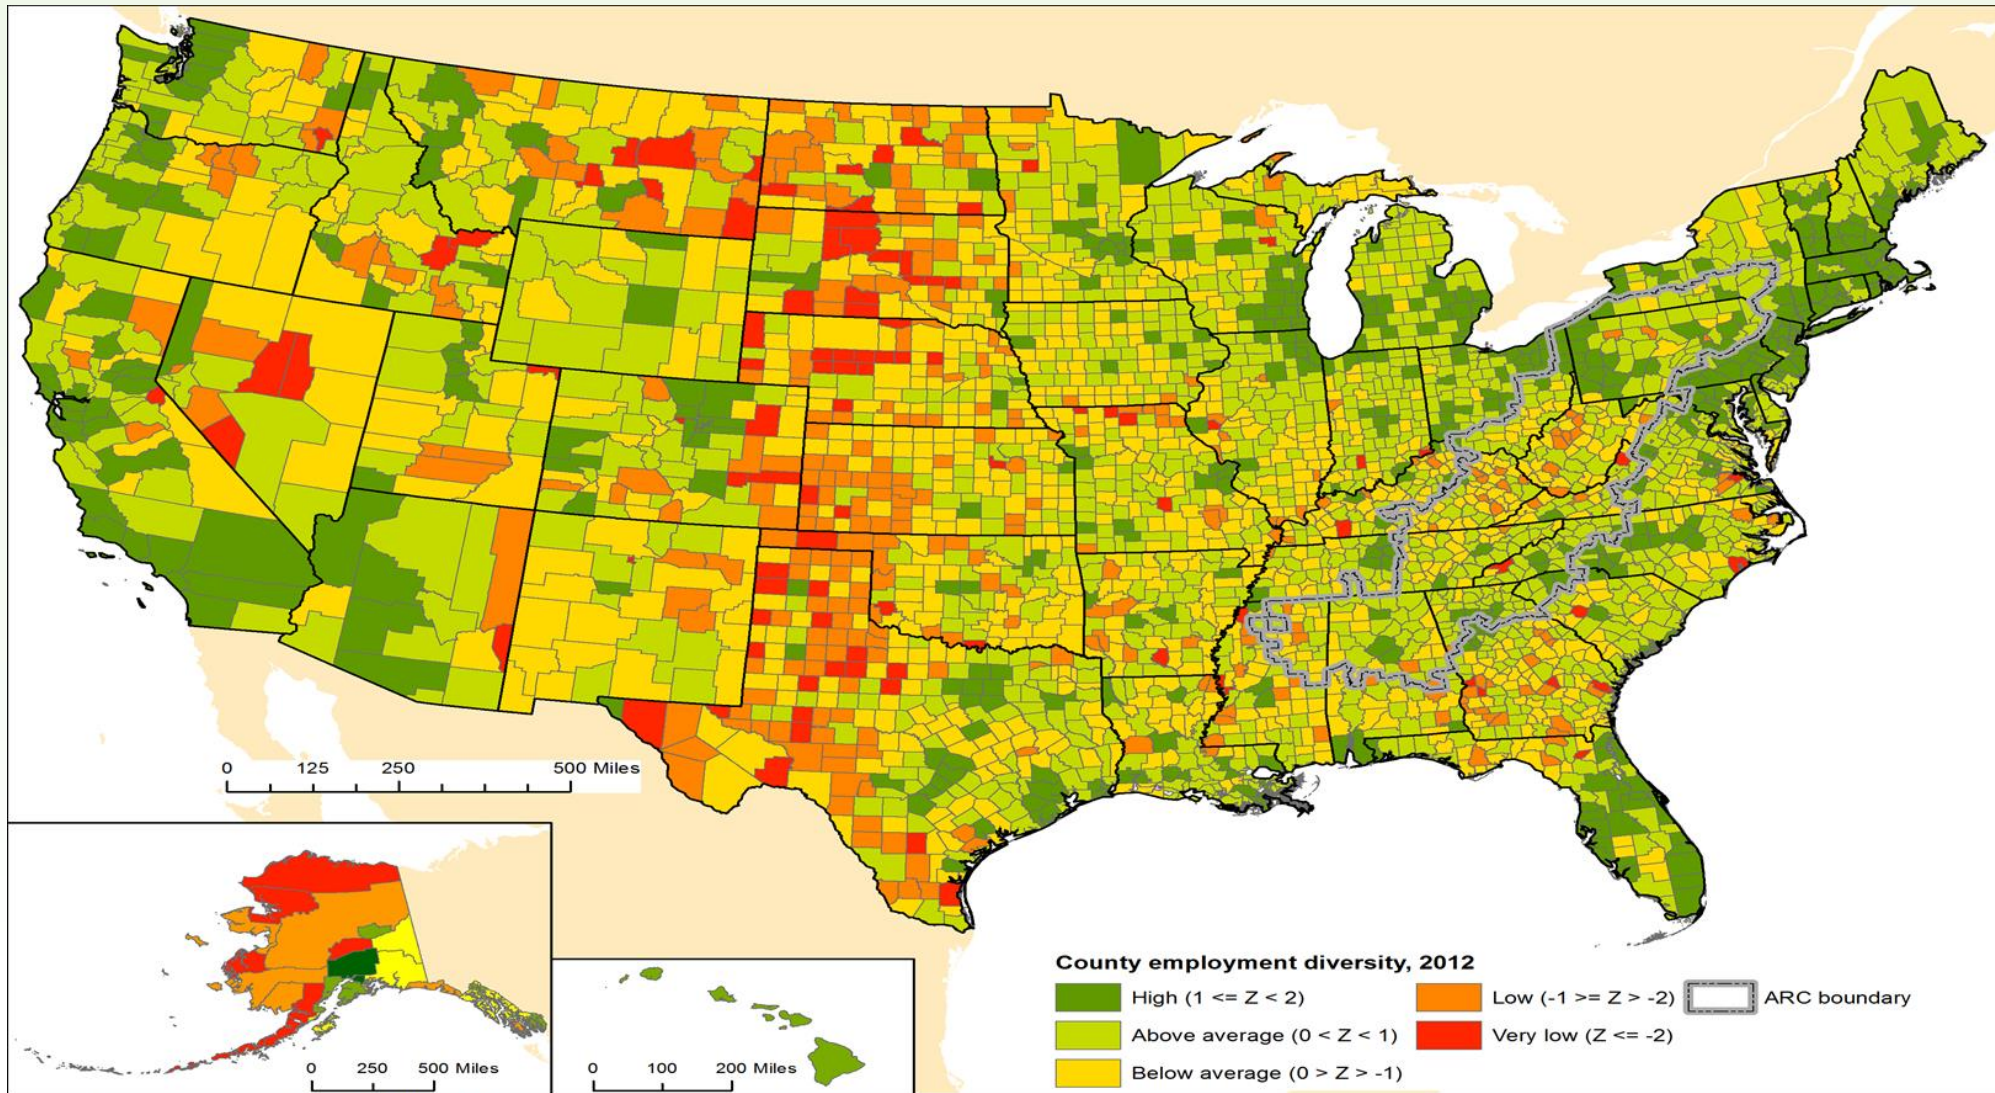 0 125 250 500 Miles
0 250 500 Miles
0 100 200 Miles
County employment diversity, 2012
High (1 <= Z < 2)
Above average (0 < Z < 1)
Below average (0 > Z > -1)
Low (-1 >= Z > -2)
Very low (Z <= -2)
ARC boundary